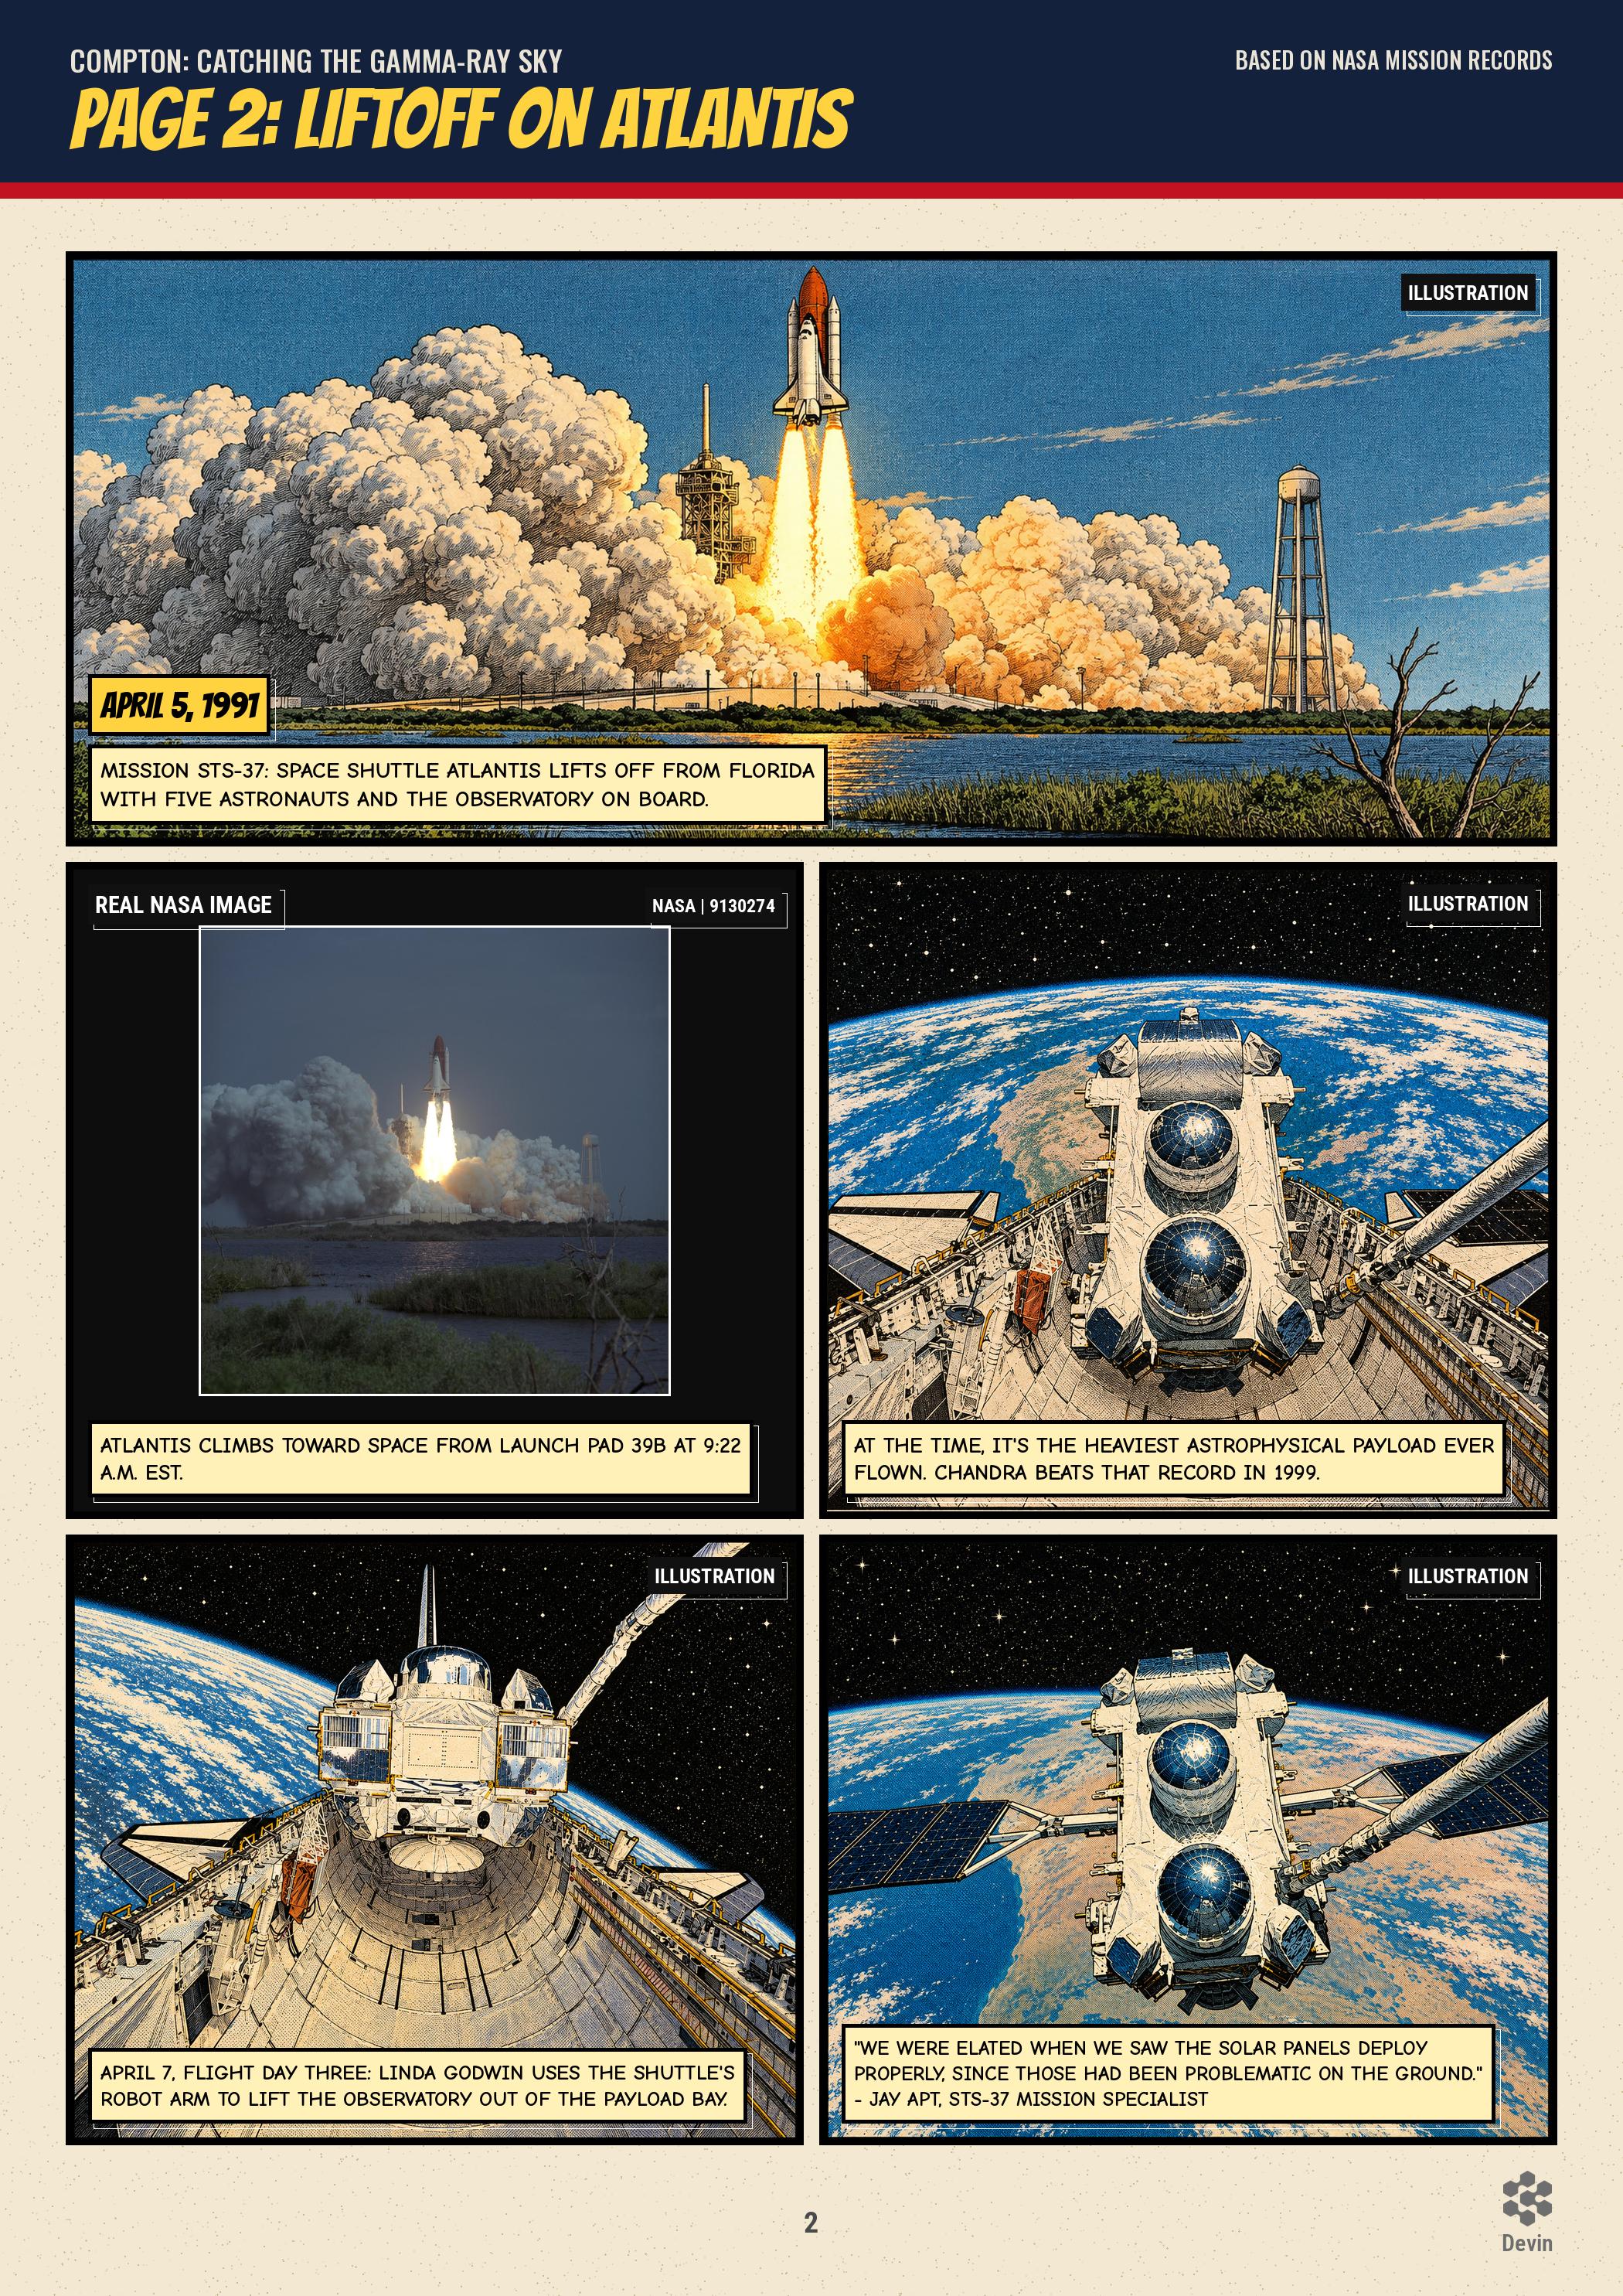 COMPTON: CATCHING THE GAMMA-RAY SKY
BASED ON NASA MISSION RECORDS
PAGE 2: LIFTOFF ON ATLANTIS
ILLUSTRATION
APRIL 5, 1991
MISSION STS-37: SPACE SHUTTLE ATLANTIS LIFTS OFF FROM FLORIDA
WITH FIVE ASTRONAUTS AND THE OBSERVATORY ON BOARD.
REAL NASA IMAGE
NASA | 9130274
ATLANTIS CLIMBS TOWARD SPACE FROM LAUNCH PAD 39B AT 9:22
A.M. EST.
ILLUSTRATION
AT THE TIME, IT'S THE HEAVIEST ASTROPHYSICAL PAYLOAD EVER
FLOWN. CHANDRA BEATS THAT RECORD IN 1999.
ILLUSTRATION
APRIL 7, FLIGHT DAY THREE: LINDA GODWIN USES THE SHUTTLE'S
ROBOT ARM TO LIFT THE OBSERVATORY OUT OF THE PAYLOAD BAY.
ILLUSTRATION
"WE WERE ELATED WHEN WE SAW THE SOLAR PANELS DEPLOY
PROPERLY, SINCE THOSE HAD BEEN PROBLEMATIC ON THE GROUND."
- JAY APT, STS-37 MISSION SPECIALIST
2
Devin